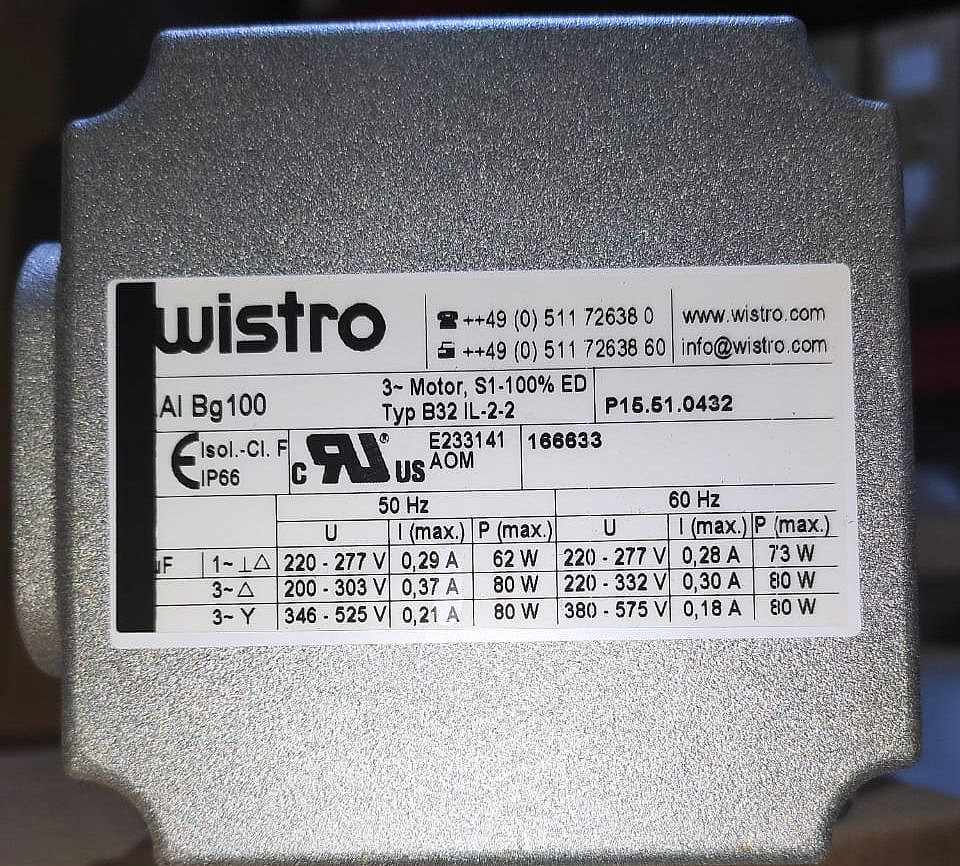 wistro
++49 (0) 511 72638 0
www.wistro.com
++49 (0) 511 72638 60
info@wistro.com
AI Bg100
3~ Motor, S1-100% ED
Typ B32 IL-2-2
P15.51.0432
CE Isol.-Cl. F
IP66
c RU ® US
E233141
AOM
166633
50 Hz 60 Hz
U I (max.) P (max.) U I (max.) P (max.)
F 1~ ⊥ △ 220 - 277 V 0,29 A 62 W 220 - 277 V 0,28 A 73 W
3~ △ 200 - 303 V 0,37 A 80 W 220 - 332 V 0,30 A 80 W
3~ Y 346 - 525 V 0,21 A 80 W 380 - 575 V 0,18 A 80 W